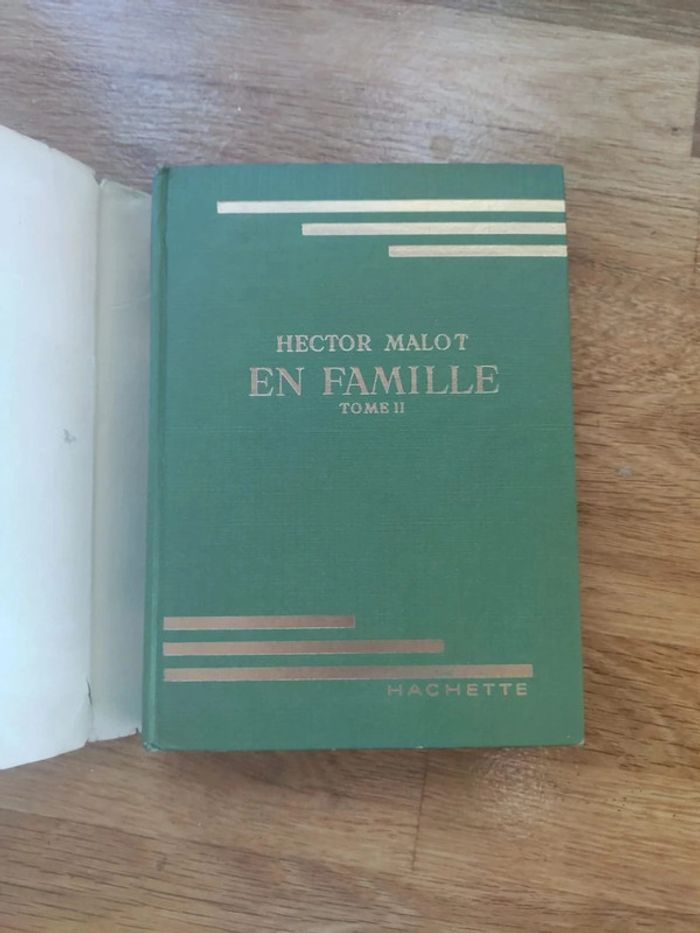 HECTOR MALOT
EN FAMILLE
TOME II
HACHETTE